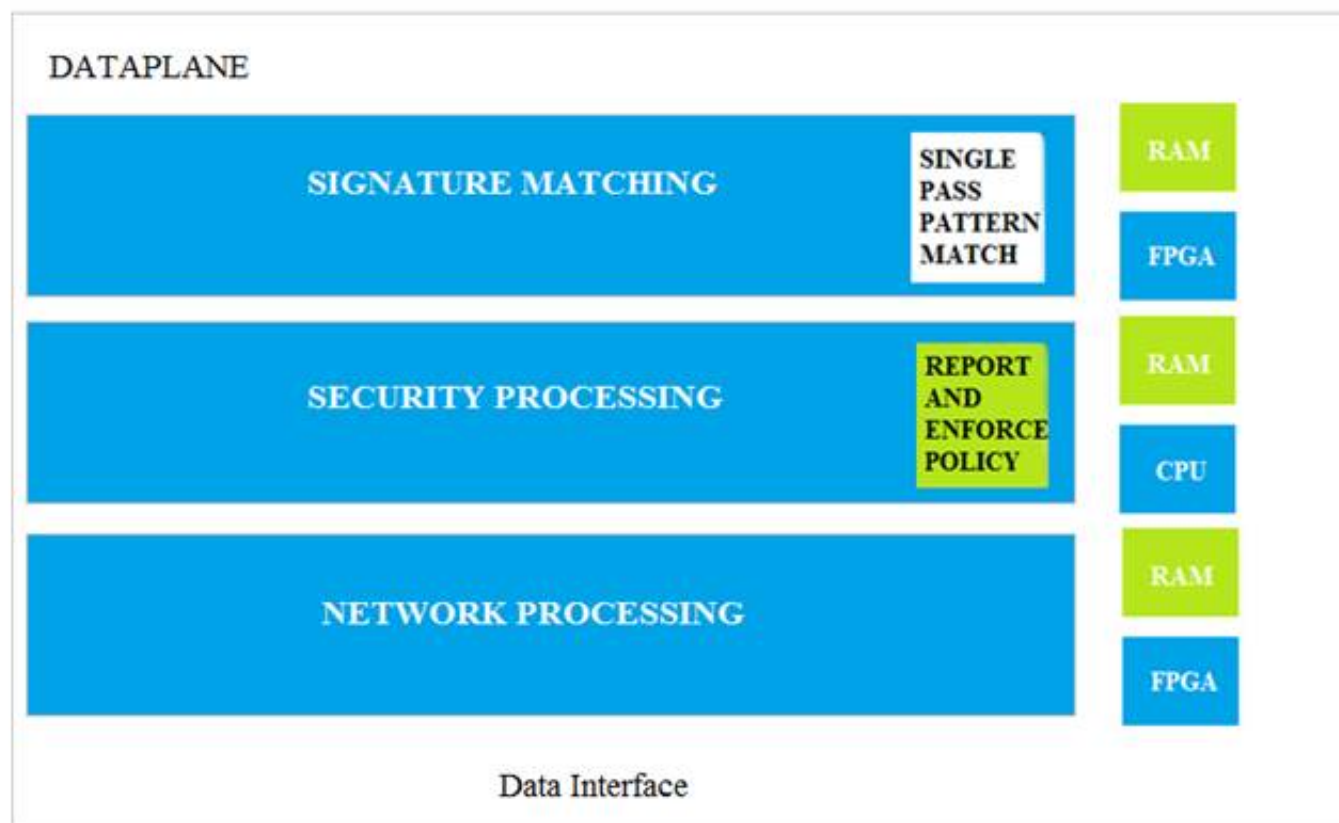 DATAPLANE
SIGNATURE MATCHING
SINGLE
PASS
PATTERN
MATCH
RAM
FPGA
SECURITY PROCESSING
REPORT
AND
ENFORCE
POLICY
RAM
CPU
NETWORK PROCESSING
RAM
FPGA
Data Interface